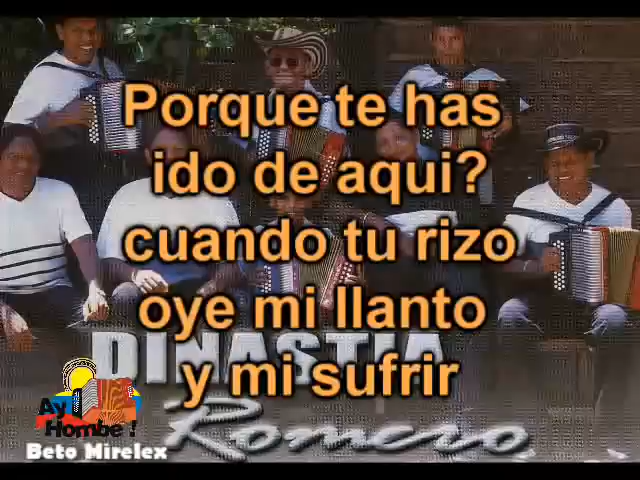 Porque te has
ido de aqui?
cuando tu rizo
oye mi llanto
DINASTIA
y mi sufrir
Ay
Hombe !
Romero
Beto Mirelex